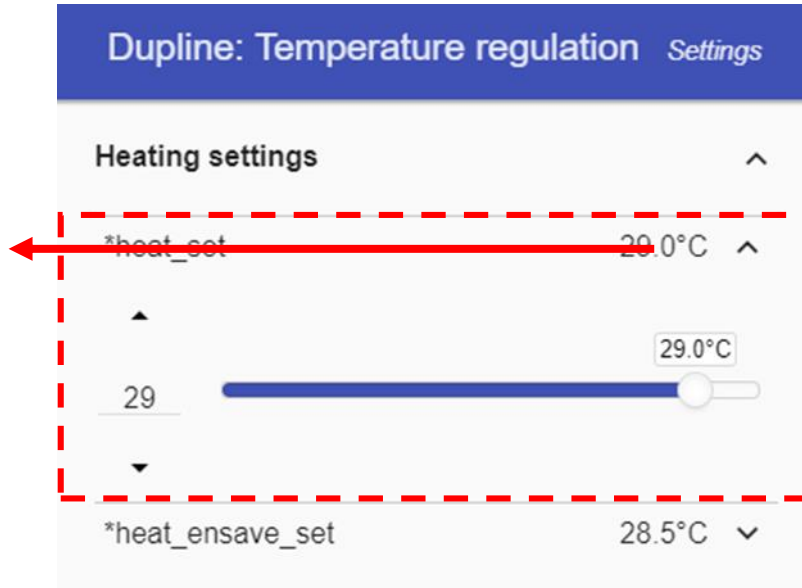 Dupline: Temperature regulation Settings
Heating settings
*heat_set 29.0°C
29.0°C
29
*heat_ensave_set 28.5°C